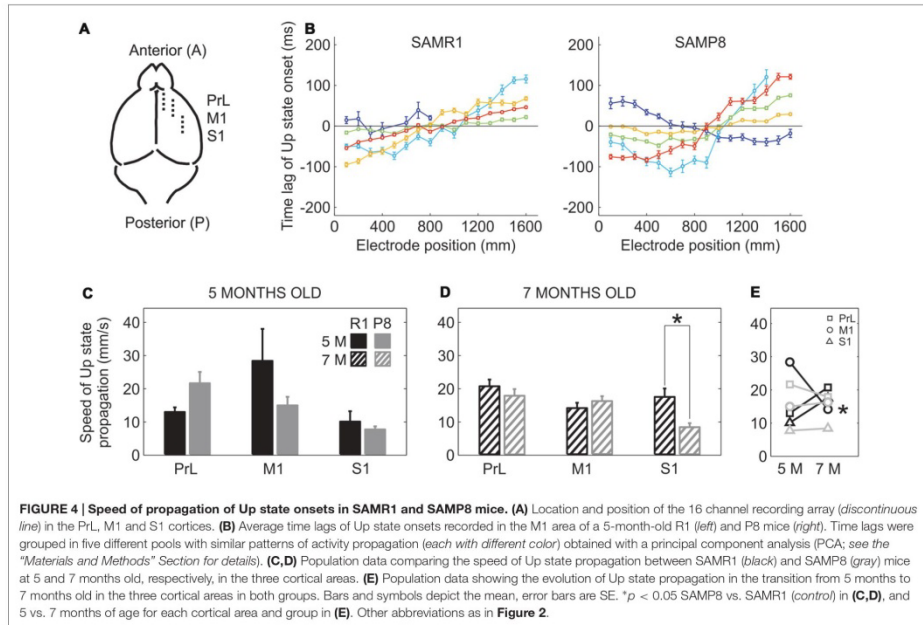 A
Anterior (A)
PrL
M1
S1
Posterior (P)
B
SAMR1
SAMP8
Time lag of Up state
onset (ms)
200
100
0
-100
-200
400
800
1200
1600
Electrode position (mm)
200
100
0
-100
-200
400
800
1200
1600
Electrode position (mm)
C
5 MONTHS OLD
R1 P8
5 M
7 M
Speed of Up state
propagation (mm/s)
40
30
20
10
0
PrL M1 S1
D
7 MONTHS OLD
*
40
30
20
10
0
PrL M1 S1
E
PrL
M1
S1
40
30
20
10
0
*
5 M 7 M
FIGURE 4 | Speed of propagation of Up state onsets in SAMR1 and SAMP8 mice. (A) Location and position of the 16 channel recording array (discontinuous
line) in the PrL, M1 and S1 cortices. (B) Average time lags of Up state onsets recorded in the M1 area of a 5-month-old R1 (left) and P8 mice (right). Time lags were
grouped in five different pools with similar patterns of activity propagation (each with different color) obtained with a principal component analysis (PCA; see the
“Materials and Methods” Section for details). (C,D) Population data comparing the speed of Up state propagation between SAMR1 (black) and SAMP8 (gray) mice
at 5 and 7 months old, respectively, in the three cortical areas. (E) Population data showing the evolution of Up state propagation in the transition from 5 months to
7 months old in the three cortical areas in both groups. Bars and symbols depict the mean, error bars are SE. *p < 0.05 SAMP8 vs. SAMR1 (control) in (C,D), and
5 vs. 7 months of age for each cortical area and group in (E). Other abbreviations as in Figure 2.